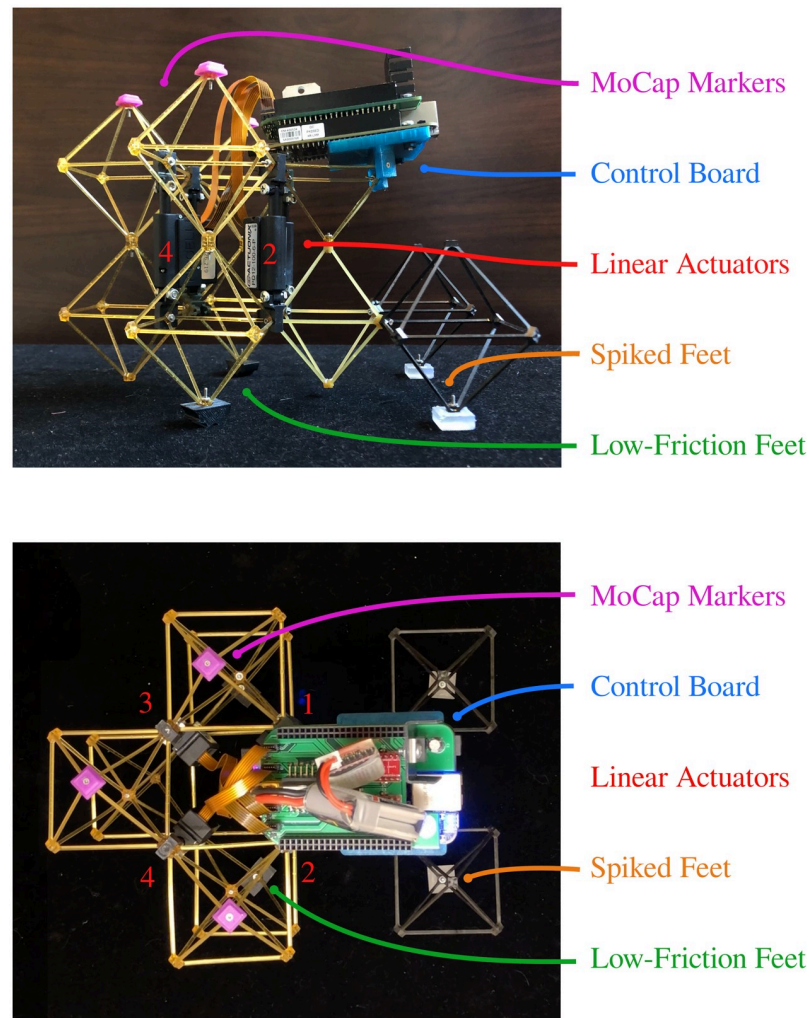 MoCap Markers
Control Board
4
2
Linear Actuators
ACTUONIX
Spiked Feet
Low-Friction Feet
MoCap Markers
Control Board
3
1
Linear Actuators
4
2
Spiked Feet
Low-Friction Feet